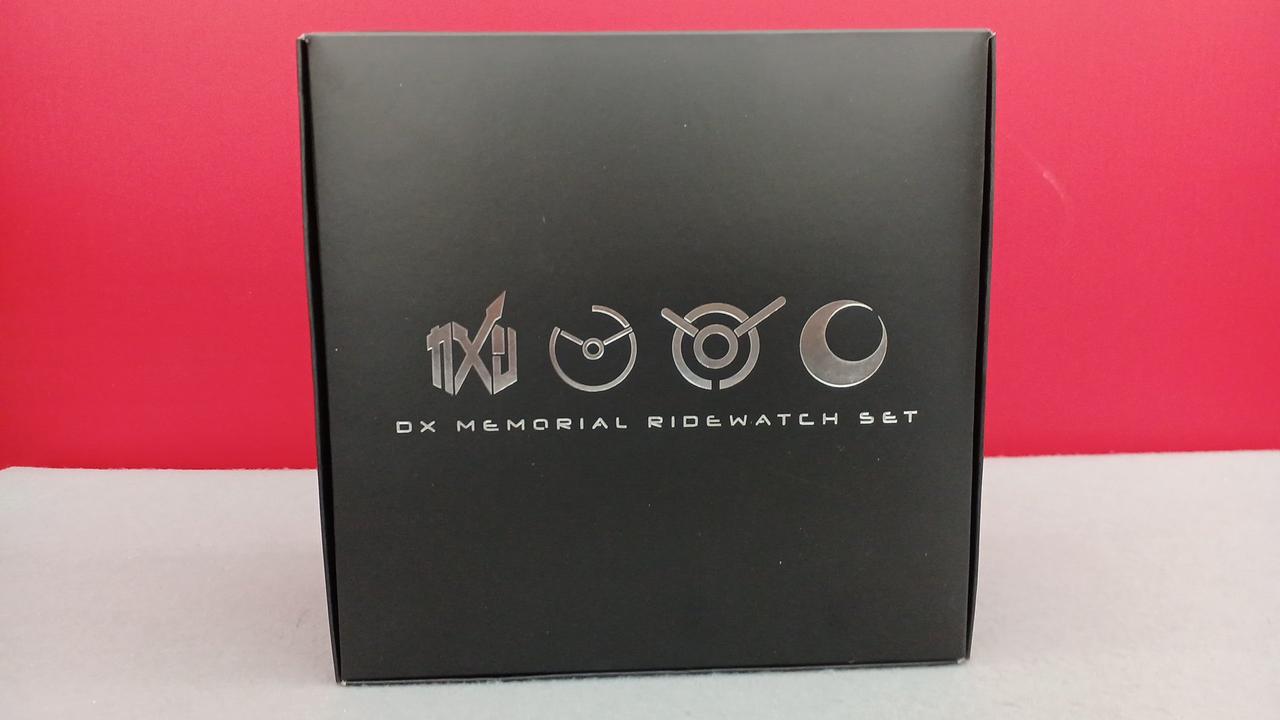 DX MEMORIAL RIDEWATCH SET